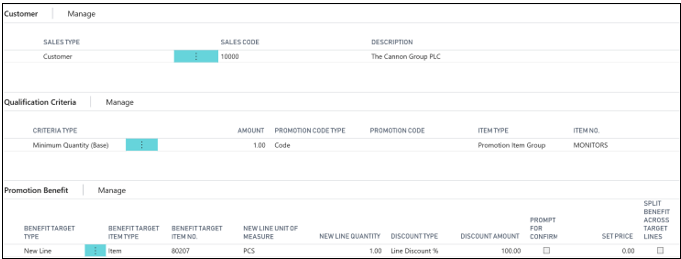 Customer Manage
SALES TYPE SALES CODE DESCRIPTION
Customer 10000 The Cannon Group PLC
Qualification Criteria Manage
CRITERIA TYPE AMOUNT PROMOTION CODE TYPE PROMOTION CODE ITEM TYPE ITEM NO.
Minimum Quantity (Base) 1.00 Code Promotion Item Group MONITORS
Promotion Benefit Manage
BENEFIT TARGET TYPE BENEFIT TARGET ITEM TYPE BENEFIT TARGET ITEM NO. NEW LINE UNIT OF MEASURE NEW LINE QUANTITY DISCOUNT TYPE DISCOUNT AMOUNT PROMPT FOR CONFIRM SET PRICE SPLIT BENEFIT ACROSS TARGET LINES
New Line Item 80207 PCS 1.00 Line Discount % 100.00 0.00